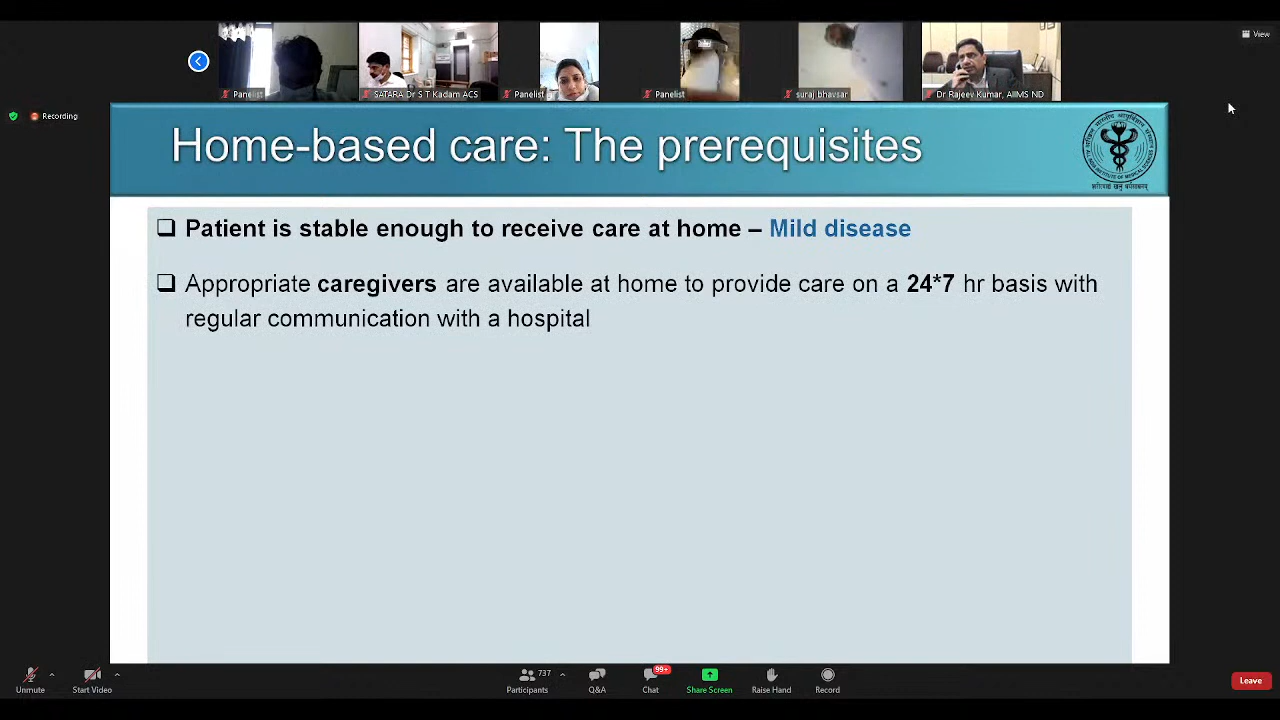 View
Panelist
SATARA Dr S T Kadam ACS
Panelist
Panelist
suraj bhavsar
Dr Rajeev Kumar, AIIMS ND
Recording
Home-based care: The prerequisites
Patient is stable enough to receive care at home – Mild disease
Appropriate caregivers are available at home to provide care on a 24*7 hr basis with
regular communication with a hospital
Unmute
Start Video
737
Participants
Q&A
99+
Chat
Share Screen
Raise Hand
Record
Leave